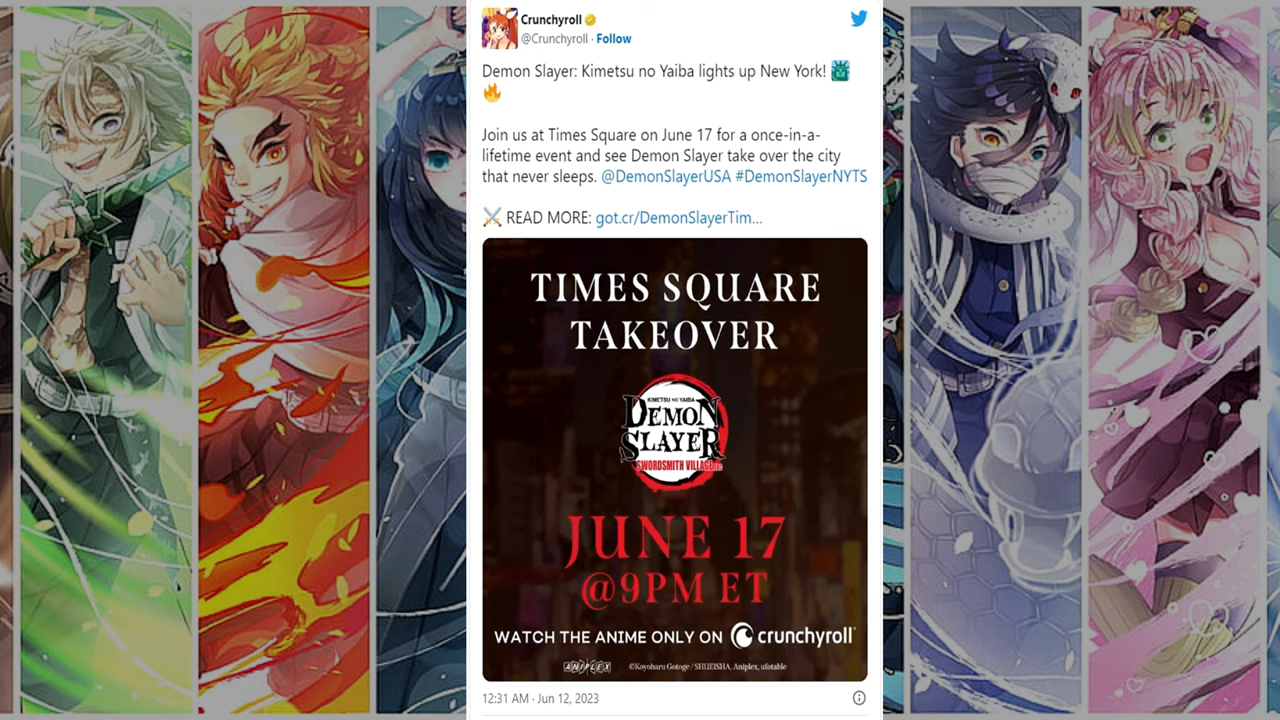 Crunchyroll
@Crunchyroll · Follow
Demon Slayer: Kimetsu no Yaiba lights up New York!
Join us at Times Square on June 17 for a once-in-a-
lifetime event and see Demon Slayer take over the city
that never sleeps. @DemonSlayerUSA #DemonSlayerNYTS
READ MORE: got.cr/DemonSlayerTim...
TIMES SQUARE
TAKEOVER
KIMETSU NO YAIBA
DEMON
SLAYER
SWORDSMITH VILLAGE ARC
JUNE 17
@9PM ET
WATCH THE ANIME ONLY ON crunchyroll
ANIPLEX
©Koyoharu Gotoge / SHUEISHA, Aniplex, ufotable
12:31 AM · Jun 12, 2023